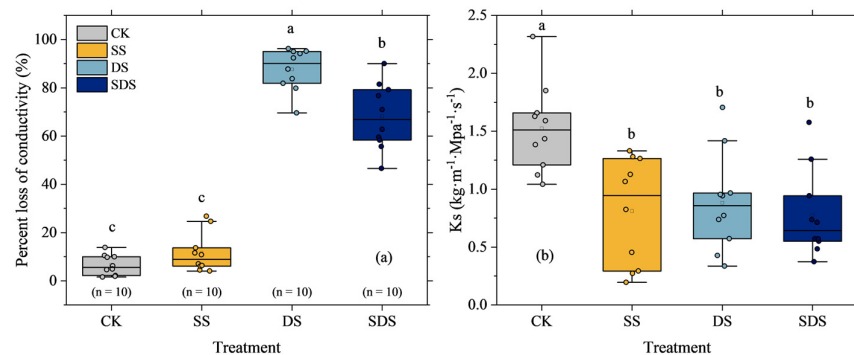 CK
SS
DS
SDS
Percent loss of conductivity (%)
100
80
60
40
20
0
c
c
a
b
(a)
(n = 10)
(n = 10)
(n = 10)
(n = 10)
CK
SS
DS
SDS
Treatment
Ks (kg·m⁻¹·Mpa⁻¹·s⁻¹)
2.5
2.0
1.5
1.0
0.5
0.0
a
b
b
b
(b)
CK
SS
DS
SDS
Treatment